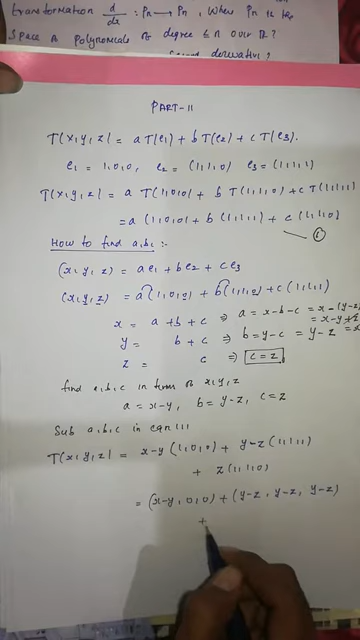 transformation d/dx : Pn → Pn, When Pn is the
Space of Polynomials of degree ≤ n over R?
derivative?
PART-II
T(x,y,z) = a T(e1) + b T(e2) + c T(e3).
e1 = 1,0,0, e2 = (1,1,0) e3 = (1,1,1)
T(x,y,z) = a T(1,0,0) + b T(1,1,0) + c T(1,1,1)
= a (1,0,0) + b (1,1,1) + c (1,1,0)
①
How to find a,b,c :-
(x,y,z) = ae1 + be2 + ce3
(x,y,z) = a(1,0,0) + b(1,1,0) + c(1,1,1)
x = a + b + c ⇒ a = x-b-c = x-(y-z)
= x-y+z
y = b + c ⇒ b = y-c = y-z
z = c ⇒ c = z
find a,b,c in terms of x,y,z
a = x-y, b = y-z, c = z
Sub a,b,c in eqn (1)
T(x,y,z) = x-y (1,0,0) + y-z (1,1,1)
+ z (1,1,0)
= (x-y, 0, 0) + (y-z, y-z, y-z)
+